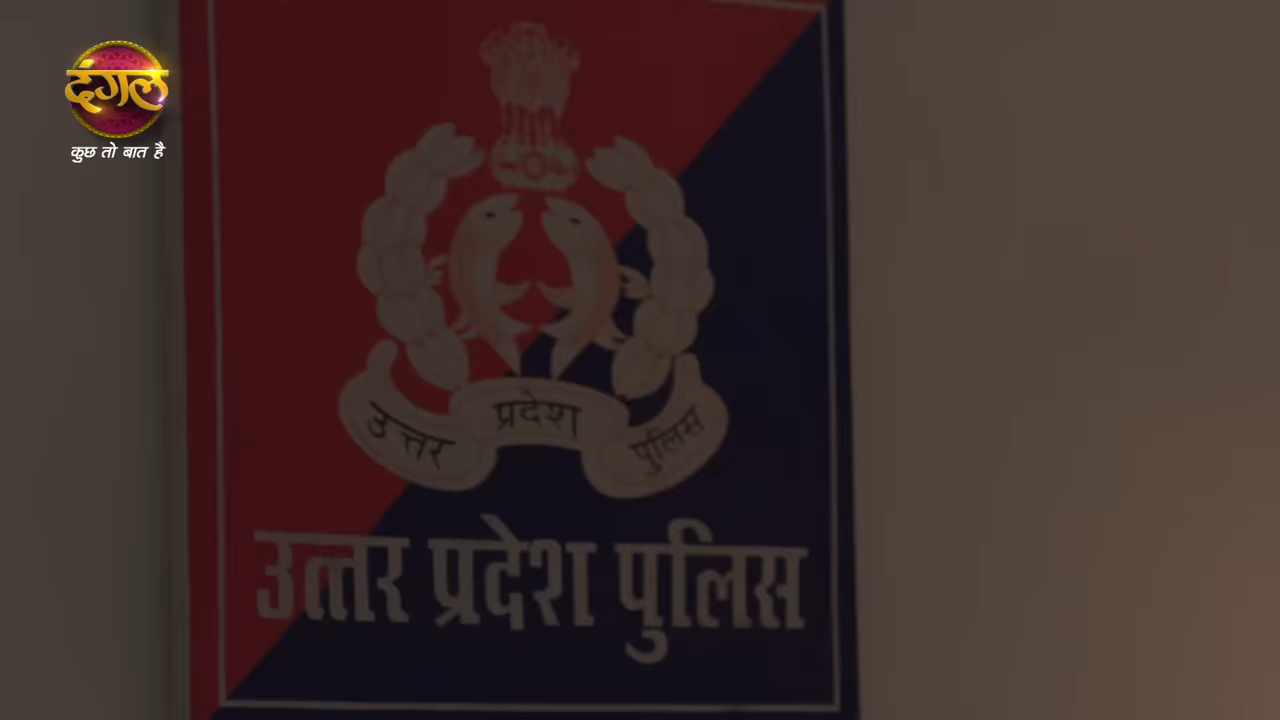 दंगल
कुछ तो बात है
उत्तर प्रदेश पुलिस
उत्तर प्रदेश पुलिस